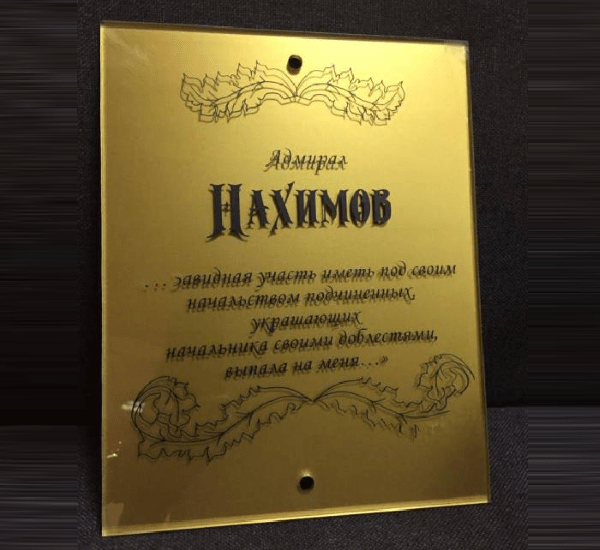 Адмирал
Нахимов
...завидная участь иметь под своим
начальством подчиненных,
украшающих
начальника своими доблестями,
выпала на меня...»